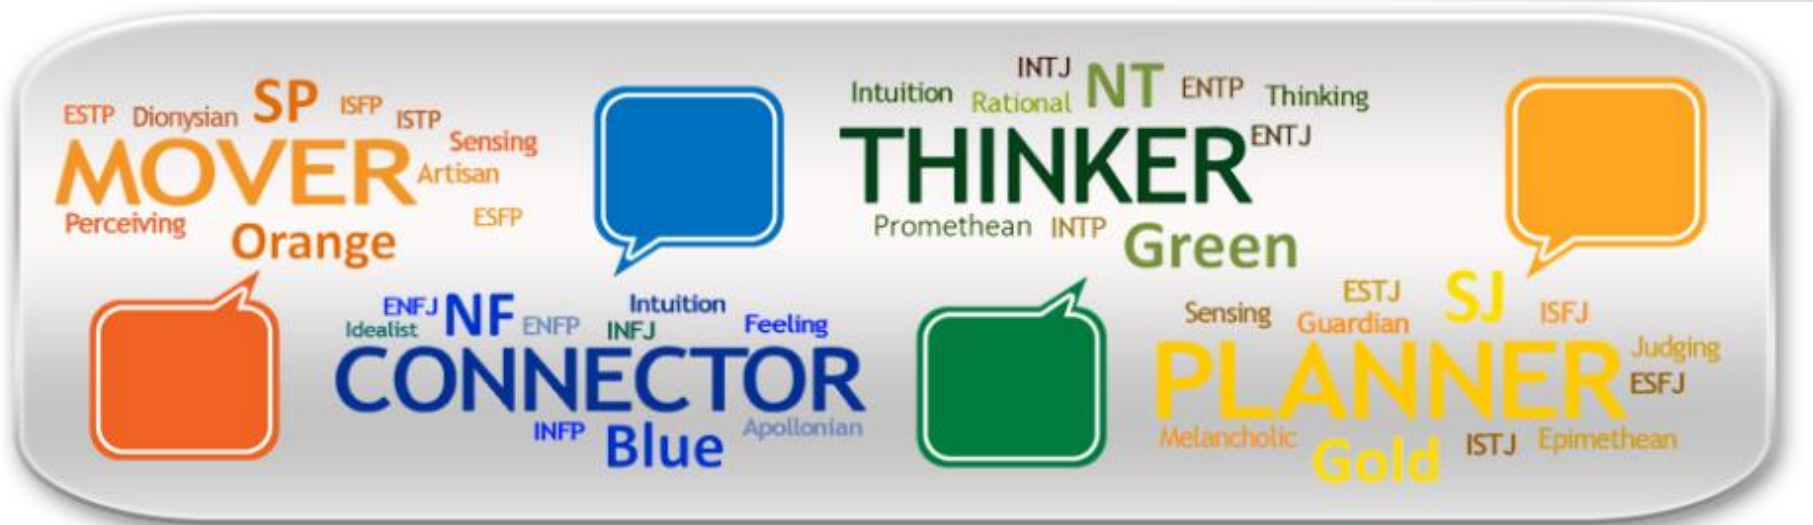 ESTP Dionysian SP ISFP ISTP
Sensing
MOVER Artisan
Perceiving ESFP
Orange
INTJ NT ENTP Thinking
Intuition Rational
THINKER ENTJ
Promethean INTP Green
ENFJ NF ENFP INFJ Intuition Feeling
Idealist
CONNECTOR
INFP Blue Apollonian
Sensing Guardian ESTJ SJ ISFJ
PLANNER Judging
ESFJ
Melancholic Gold ISTJ Epimethean